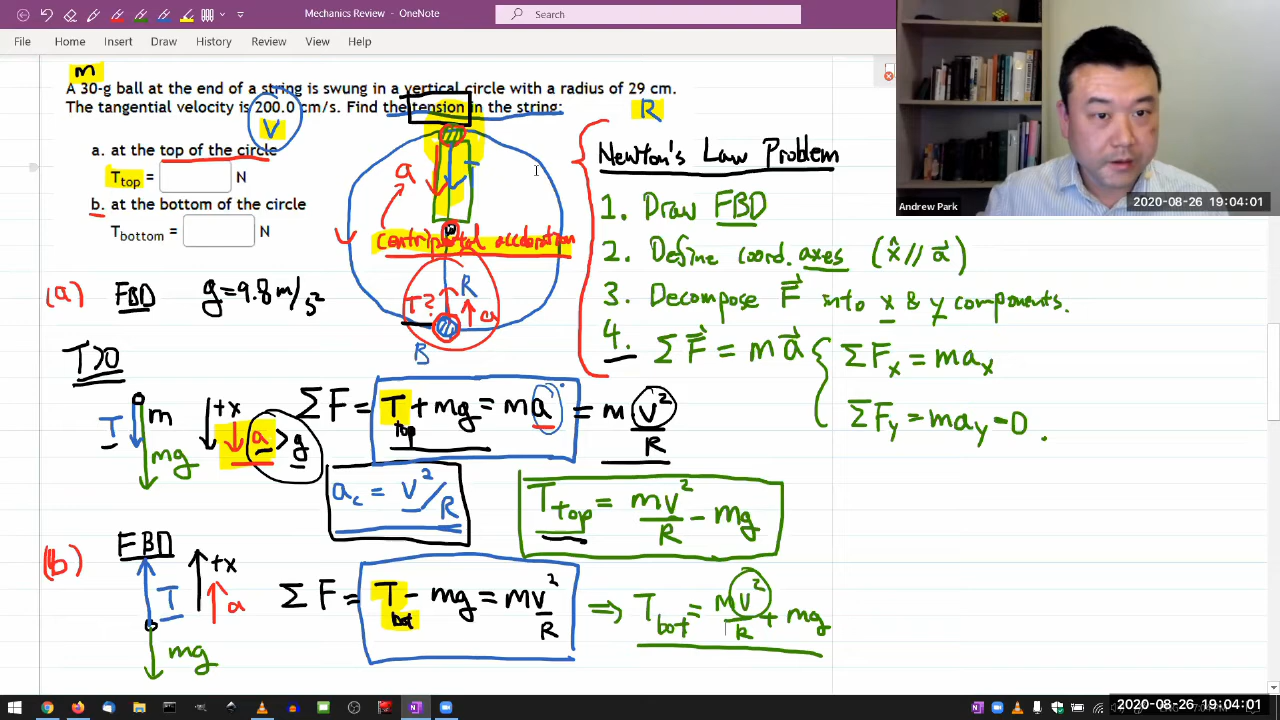 Mechanics Review - OneNote
Search
File Home Insert Draw History Review View Help
m
A 30-g ball at the end of a string is swung in a vertical circle with a radius of 29 cm.
The tangential velocity is 200.0 cm/s. Find the tension in the string:
V
R
a. at the top of the circle
T top = N
b. at the bottom of the circle
T bottom = N
a
centripetal acceleration
T? R a
B
Newton's Law Problem
1. Draw FBD
2. Define coord. axes (x̂ // a⃗)
3. Decompose F⃗ into x & y components.
4. ΣF⃗ = ma⃗ { ΣFx = max
ΣFy = may = 0.
(a) FBD g=9.8 m/s²
T>0
T m mg +x a > g
ΣF = T top + mg = ma = m v²/R
ac = v²/R
T top = mv²/R - mg
(b) FBD
T mg +x a
ΣF = T bot - mg = mv²/R ⇒ T bot = mv²/R + mg
Andrew Park
2020-08-26 19:04:01
2020-08-26 19:04:01